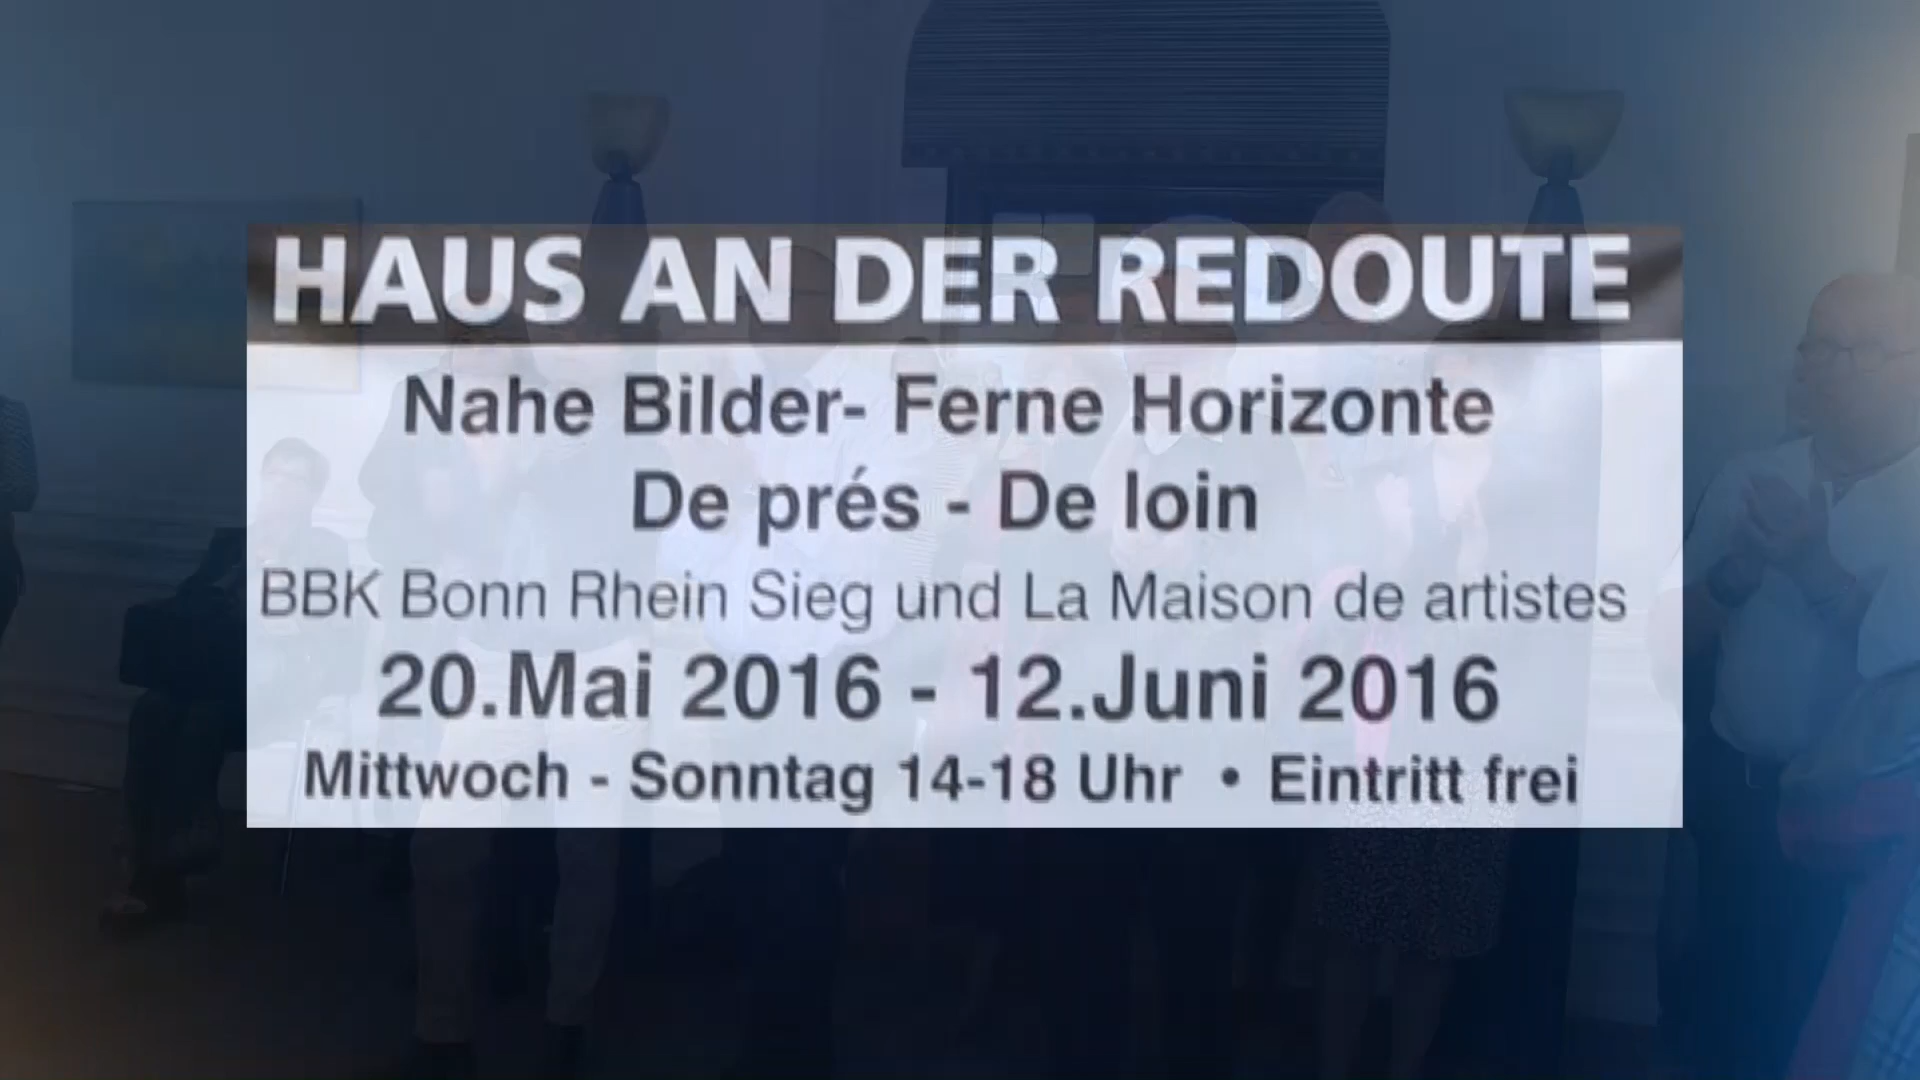 HAUS AN DER REDOUTE
Nahe Bilder- Ferne Horizonte
De prés - De loin
BBK Bonn Rhein Sieg und La Maison de artistes
20.Mai 2016 - 12.Juni 2016
Mittwoch - Sonntag 14-18 Uhr • Eintritt frei